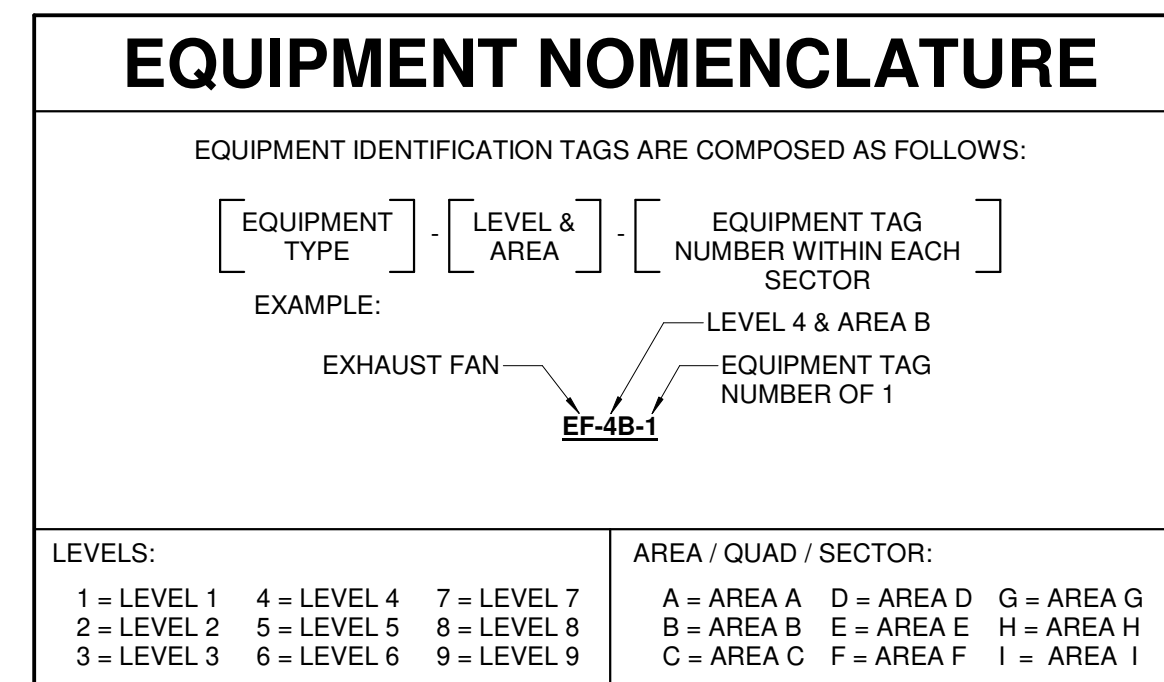 EQUIPMENT NOMENCLATURE
EQUIPMENT IDENTIFICATION TAGS ARE COMPOSED AS FOLLOWS:
EQUIPMENT TYPE - LEVEL & AREA - EQUIPMENT TAG NUMBER WITHIN EACH SECTOR
EXAMPLE:
LEVEL 4 & AREA B
EXHAUST FAN
EQUIPMENT TAG
NUMBER OF 1
EF-4B-1
LEVELS:
1 = LEVEL 1 4 = LEVEL 4 7 = LEVEL 7
2 = LEVEL 2 5 = LEVEL 5 8 = LEVEL 8
3 = LEVEL 3 6 = LEVEL 6 9 = LEVEL 9
AREA / QUAD / SECTOR:
A = AREA A D = AREA D G = AREA G
B = AREA B E = AREA E H = AREA H
C = AREA C F = AREA F I = AREA I